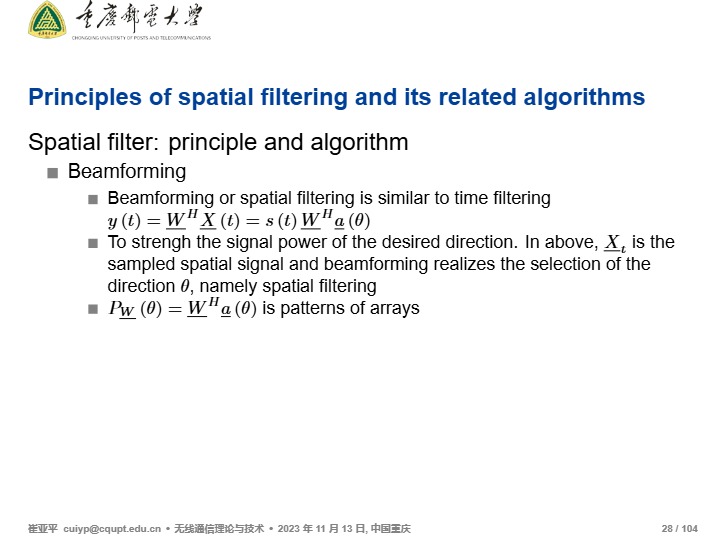 重慶郵電大學
CHONGQING UNIVERSITY OF POSTS AND TELECOMMUNICATIONS
Principles of spatial filtering and its related algorithms
Spatial filter: principle and algorithm
Beamforming
Beamforming or spatial filtering is similar to time filtering
y (t) = W^H X (t) = s (t) W^H a (θ)
To strengh the signal power of the desired direction. In above, X_t is the
sampled spatial signal and beamforming realizes the selection of the
direction θ, namely spatial filtering
P_W (θ) = W^H a (θ) is patterns of arrays
崔亚平 cuiyp@cqupt.edu.cn • 无线通信理论与技术 • 2023 年 11 月 13 日, 中国重庆
28 / 104